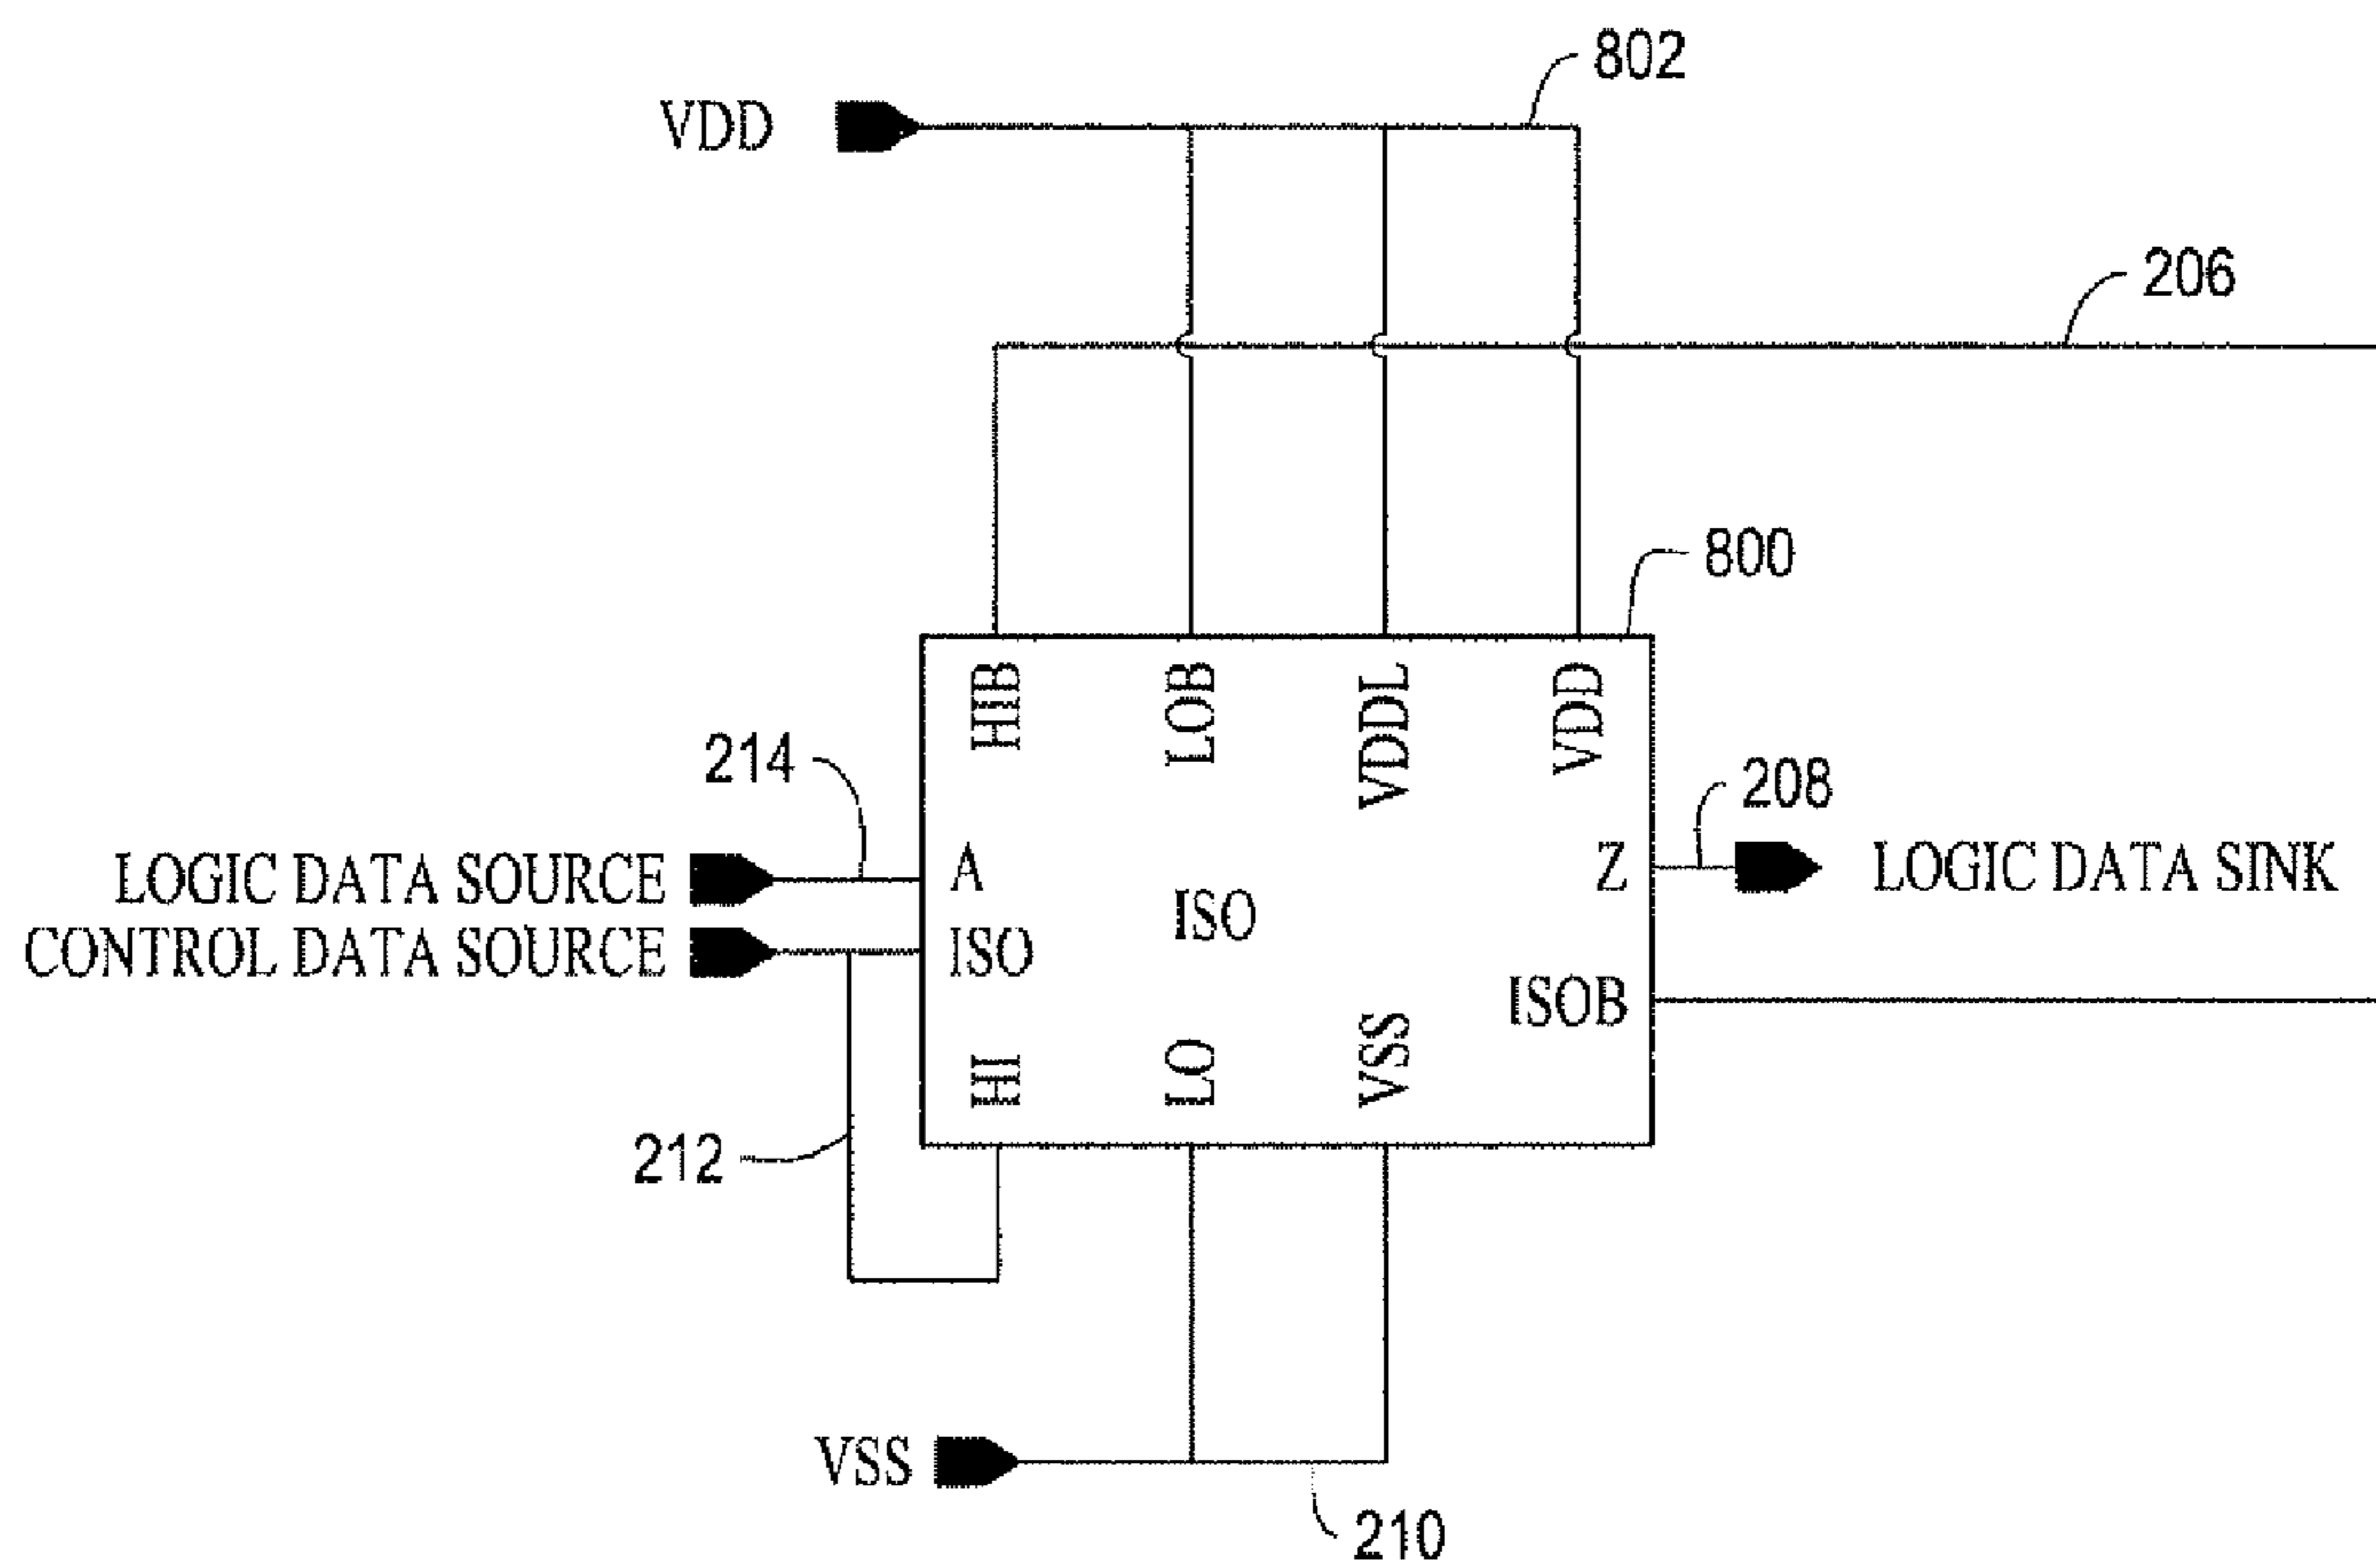 802
VDD
206
800
HIB LOB VDDL VDD
214
208
LOGIC DATA SOURCE A Z LOGIC DATA SINK
ISO
CONTROL DATA SOURCE ISO
ISOB
HI LO VSS
212
VSS
210